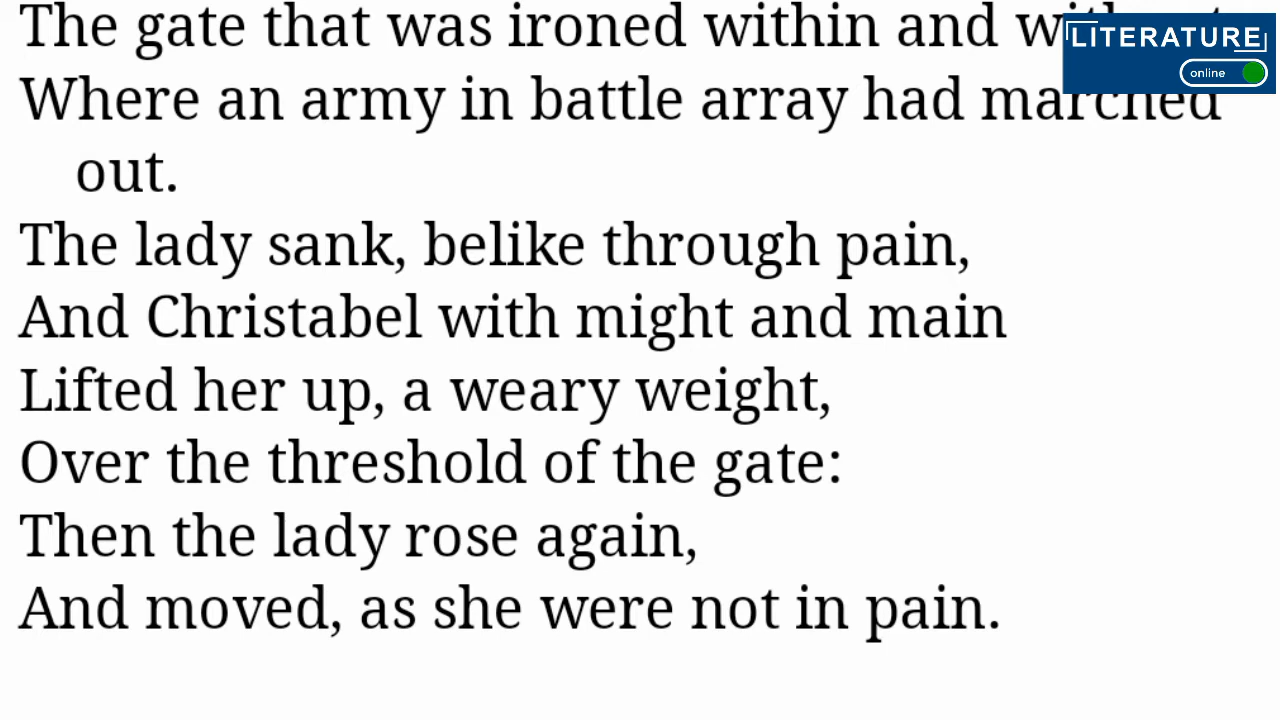 The gate that was ironed within and
LITERATURE
online
Where an army in battle array had marched
out.
The lady sank, belike through pain,
And Christabel with might and main
Lifted her up, a weary weight,
Over the threshold of the gate:
Then the lady rose again,
And moved, as she were not in pain.